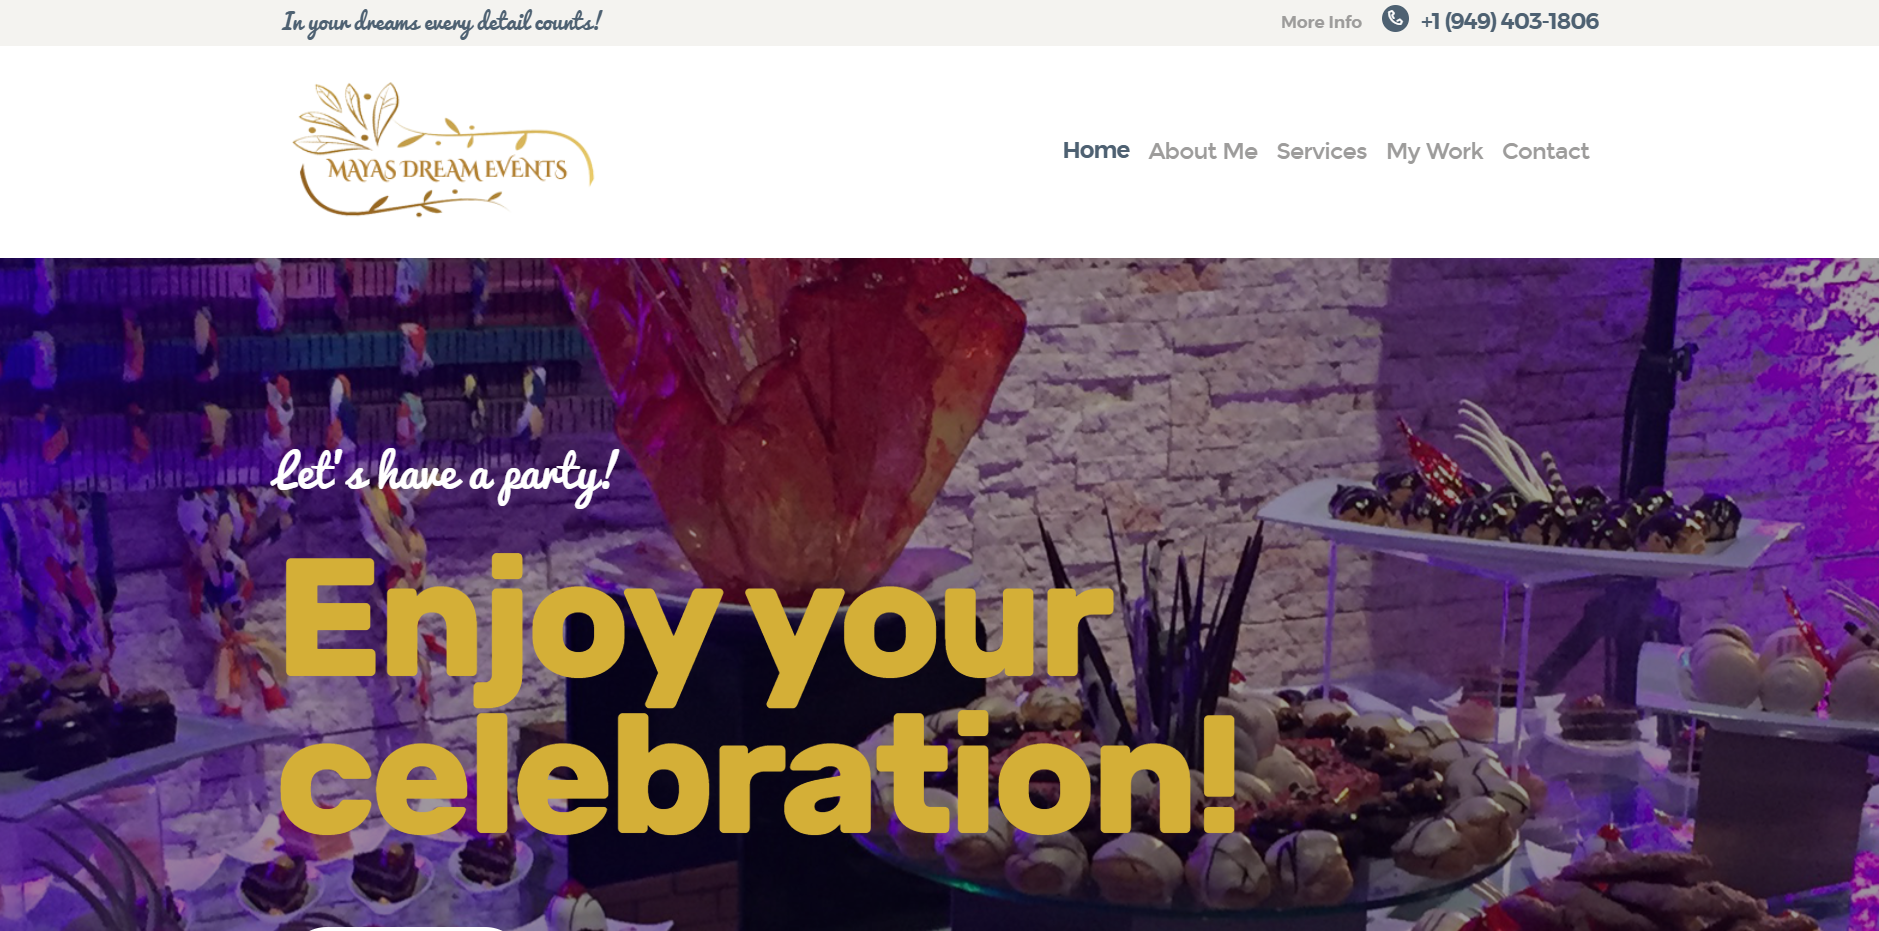 In your dreams every detail counts!
More Info +1 (949) 403-1806
MAYAS DREAM EVENTS
Home About Me Services My Work Contact
Let's have a party!
Enjoy your
celebration!